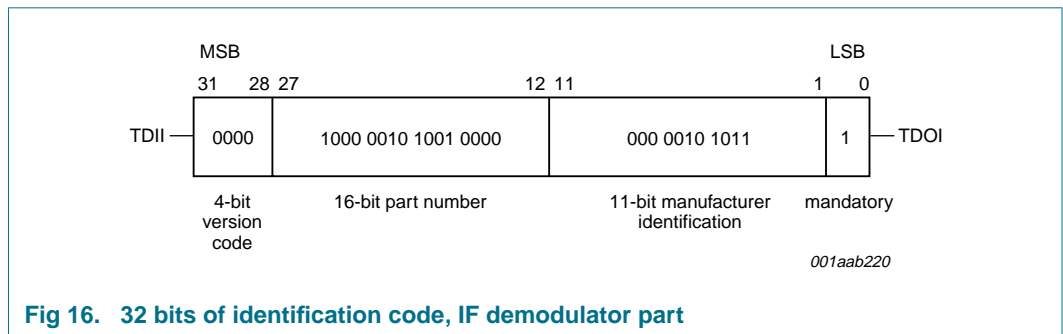 MSB LSB
31 28 27 12 11 1 0
TDII 0000 1000 0010 1001 0000 000 0010 1011 1 TDOI
4-bit version code
16-bit part number
11-bit manufacturer identification
mandatory
001aab220
Fig 16. 32 bits of identification code, IF demodulator part